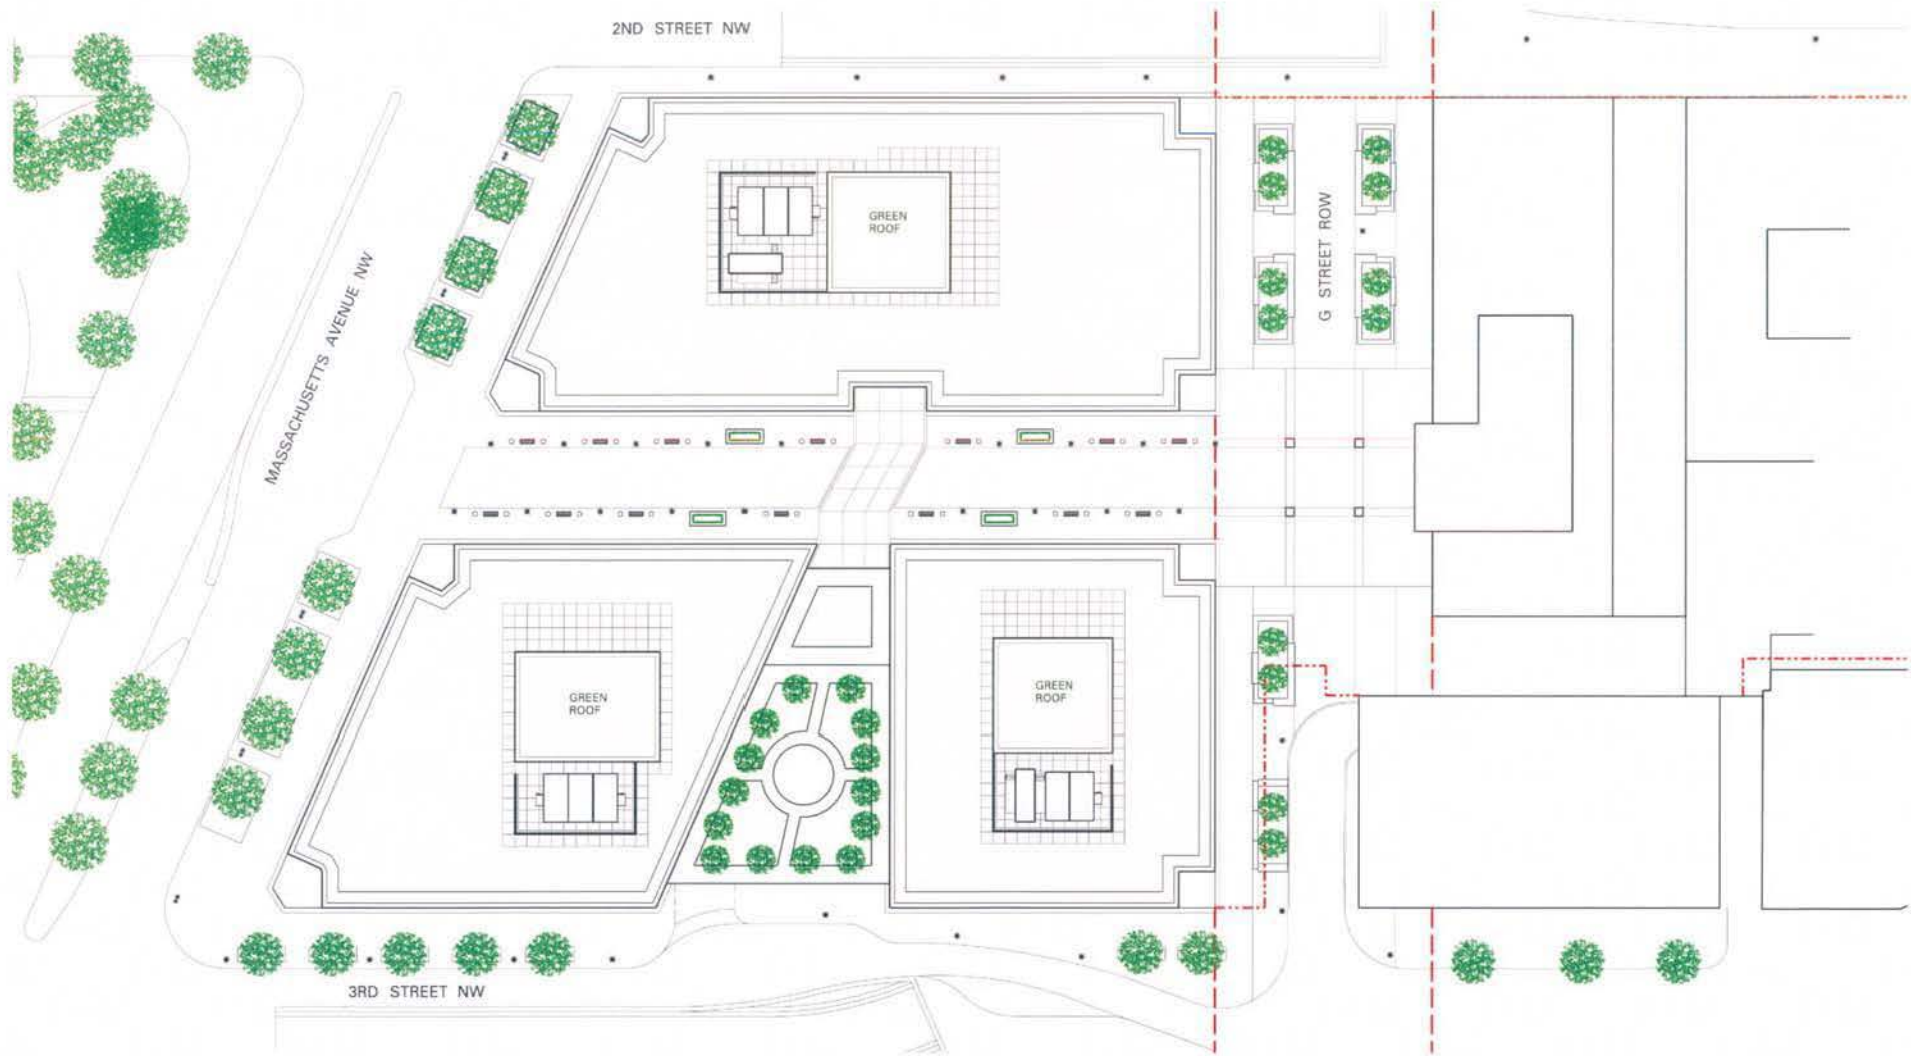 2ND STREET NW
GREEN
ROOF
G STREET ROW
MASSACHUSETTS AVENUE NW
GREEN
ROOF
GREEN
ROOF
3RD STREET NW